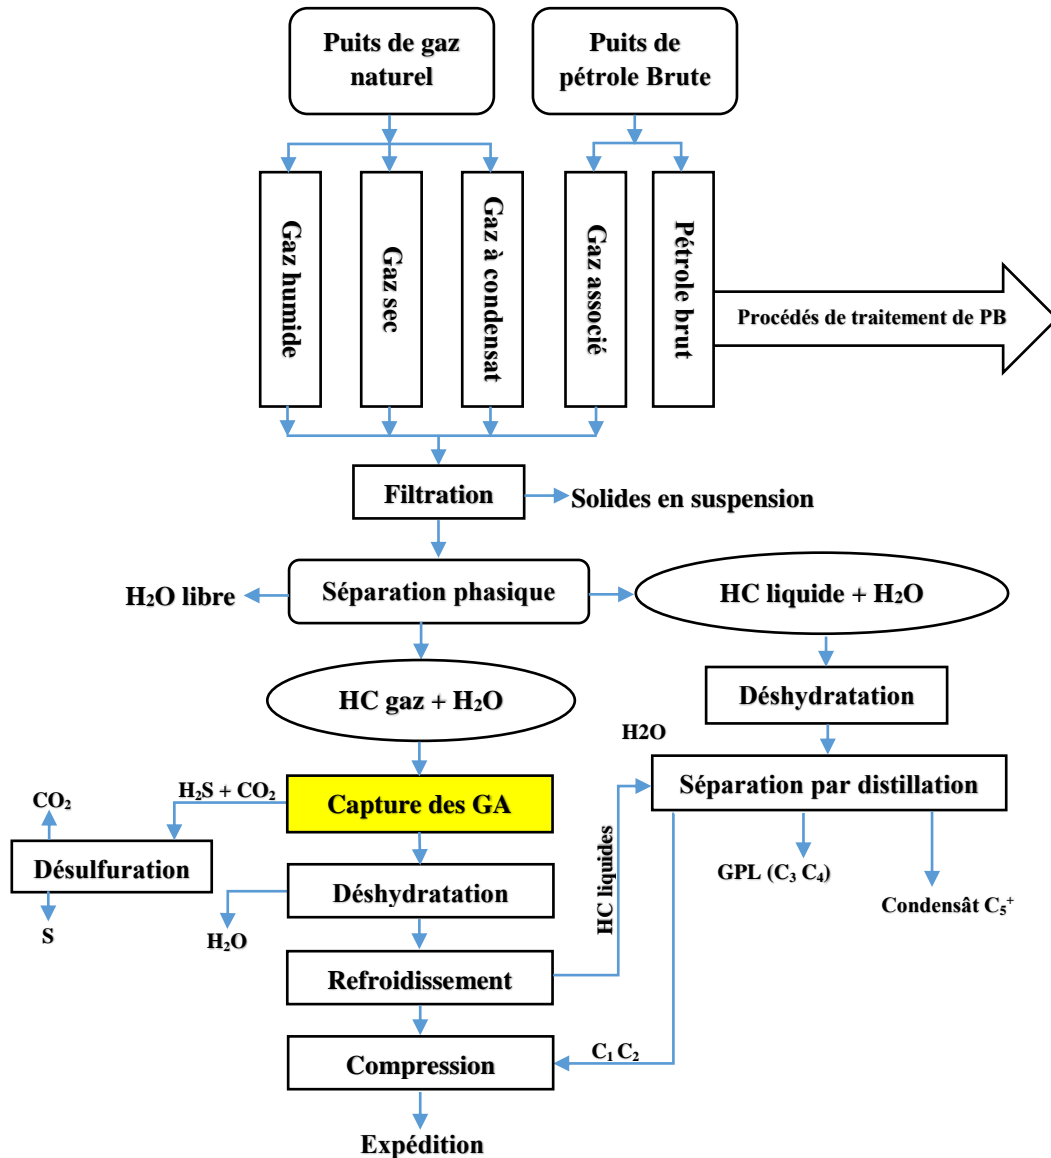 Puits de gaz
naturel
Puits de
pétrole Brute
Gaz humide
Gaz sec
Gaz à condensat
Gaz associé
Pétrole brut
Procédés de traitement de PB
Filtration
Solides en suspension
H₂O libre
Séparation phasique
HC liquide + H₂O
HC gaz + H₂O
Déshydratation
H2O
Séparation par distillation
H₂S + CO₂
CO₂
Capture des GA
Désulfuration
HC liquides
GPL (C₃ C₄)
Déshydratation
Condensât C₅⁺
S
H₂O
Refroidissement
C₁ C₂
Compression
Expédition